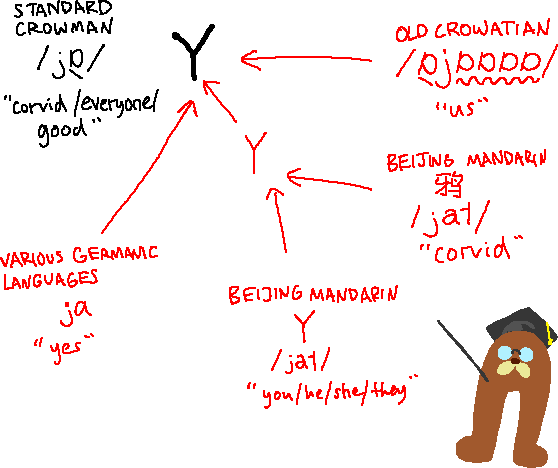 STANDARD
CROWMAN
/jɒ̯/
"corvid/everyone/
good"
Y
OLD CROWATIAN
/ɒ̯jɒ̰ɒ̰ɒ̰ɒ̰/
"us"
Y
BEIJING MANDARIN
鸦
/ja˥/
"corvid"
VARIOUS GERMANIC
LANGUAGES
ja
"yes"
BEIJING MANDARIN
Y
/ja˥/
"you/he/she/they"